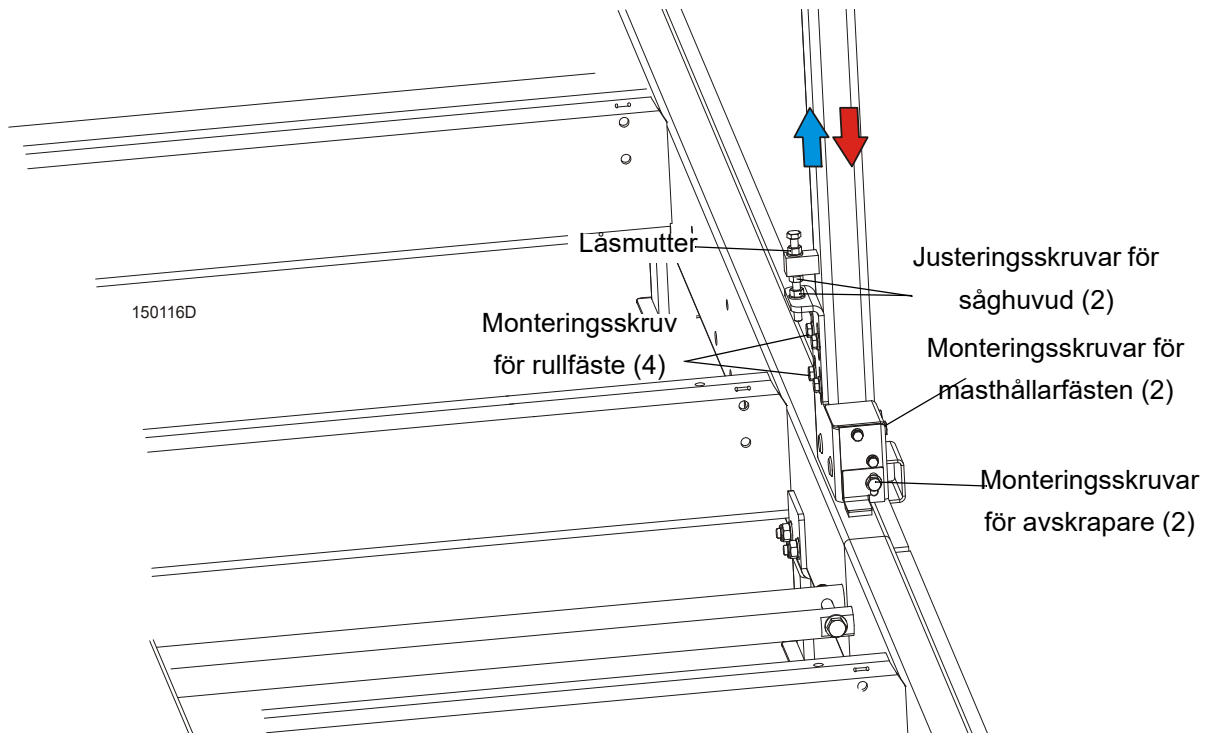 Låsmutter
Justeringsskruvar för
såghuvud (2)
150116D
Monteringsskruv
för rullfäste (4)
Monteringsskruvar för
masthållarfästen (2)
Monteringsskruvar
för avskrapare (2)